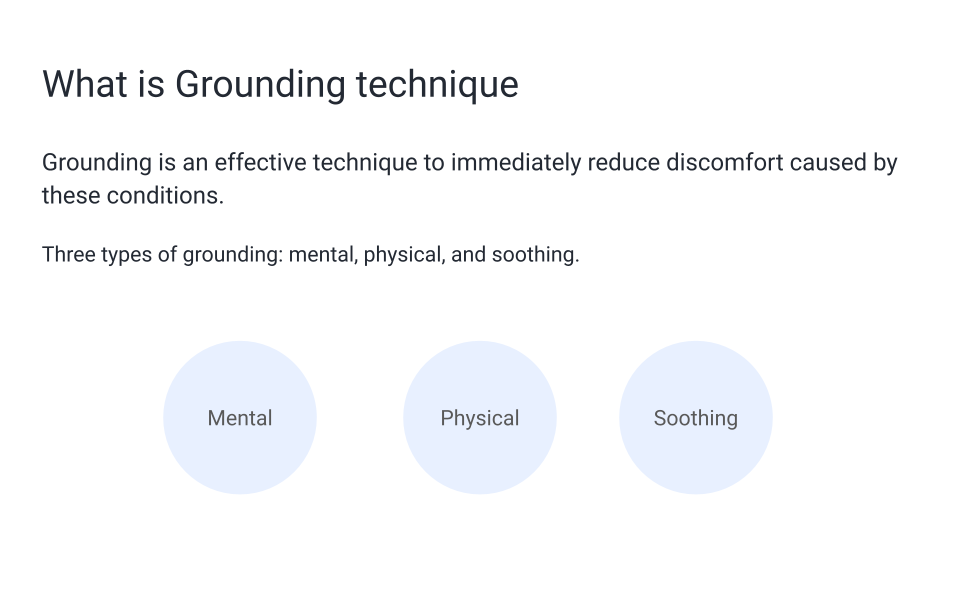 What is Grounding technique
Grounding is an effective technique to immediately reduce discomfort caused by
these conditions.
Three types of grounding: mental, physical, and soothing.
Mental
Physical
Soothing